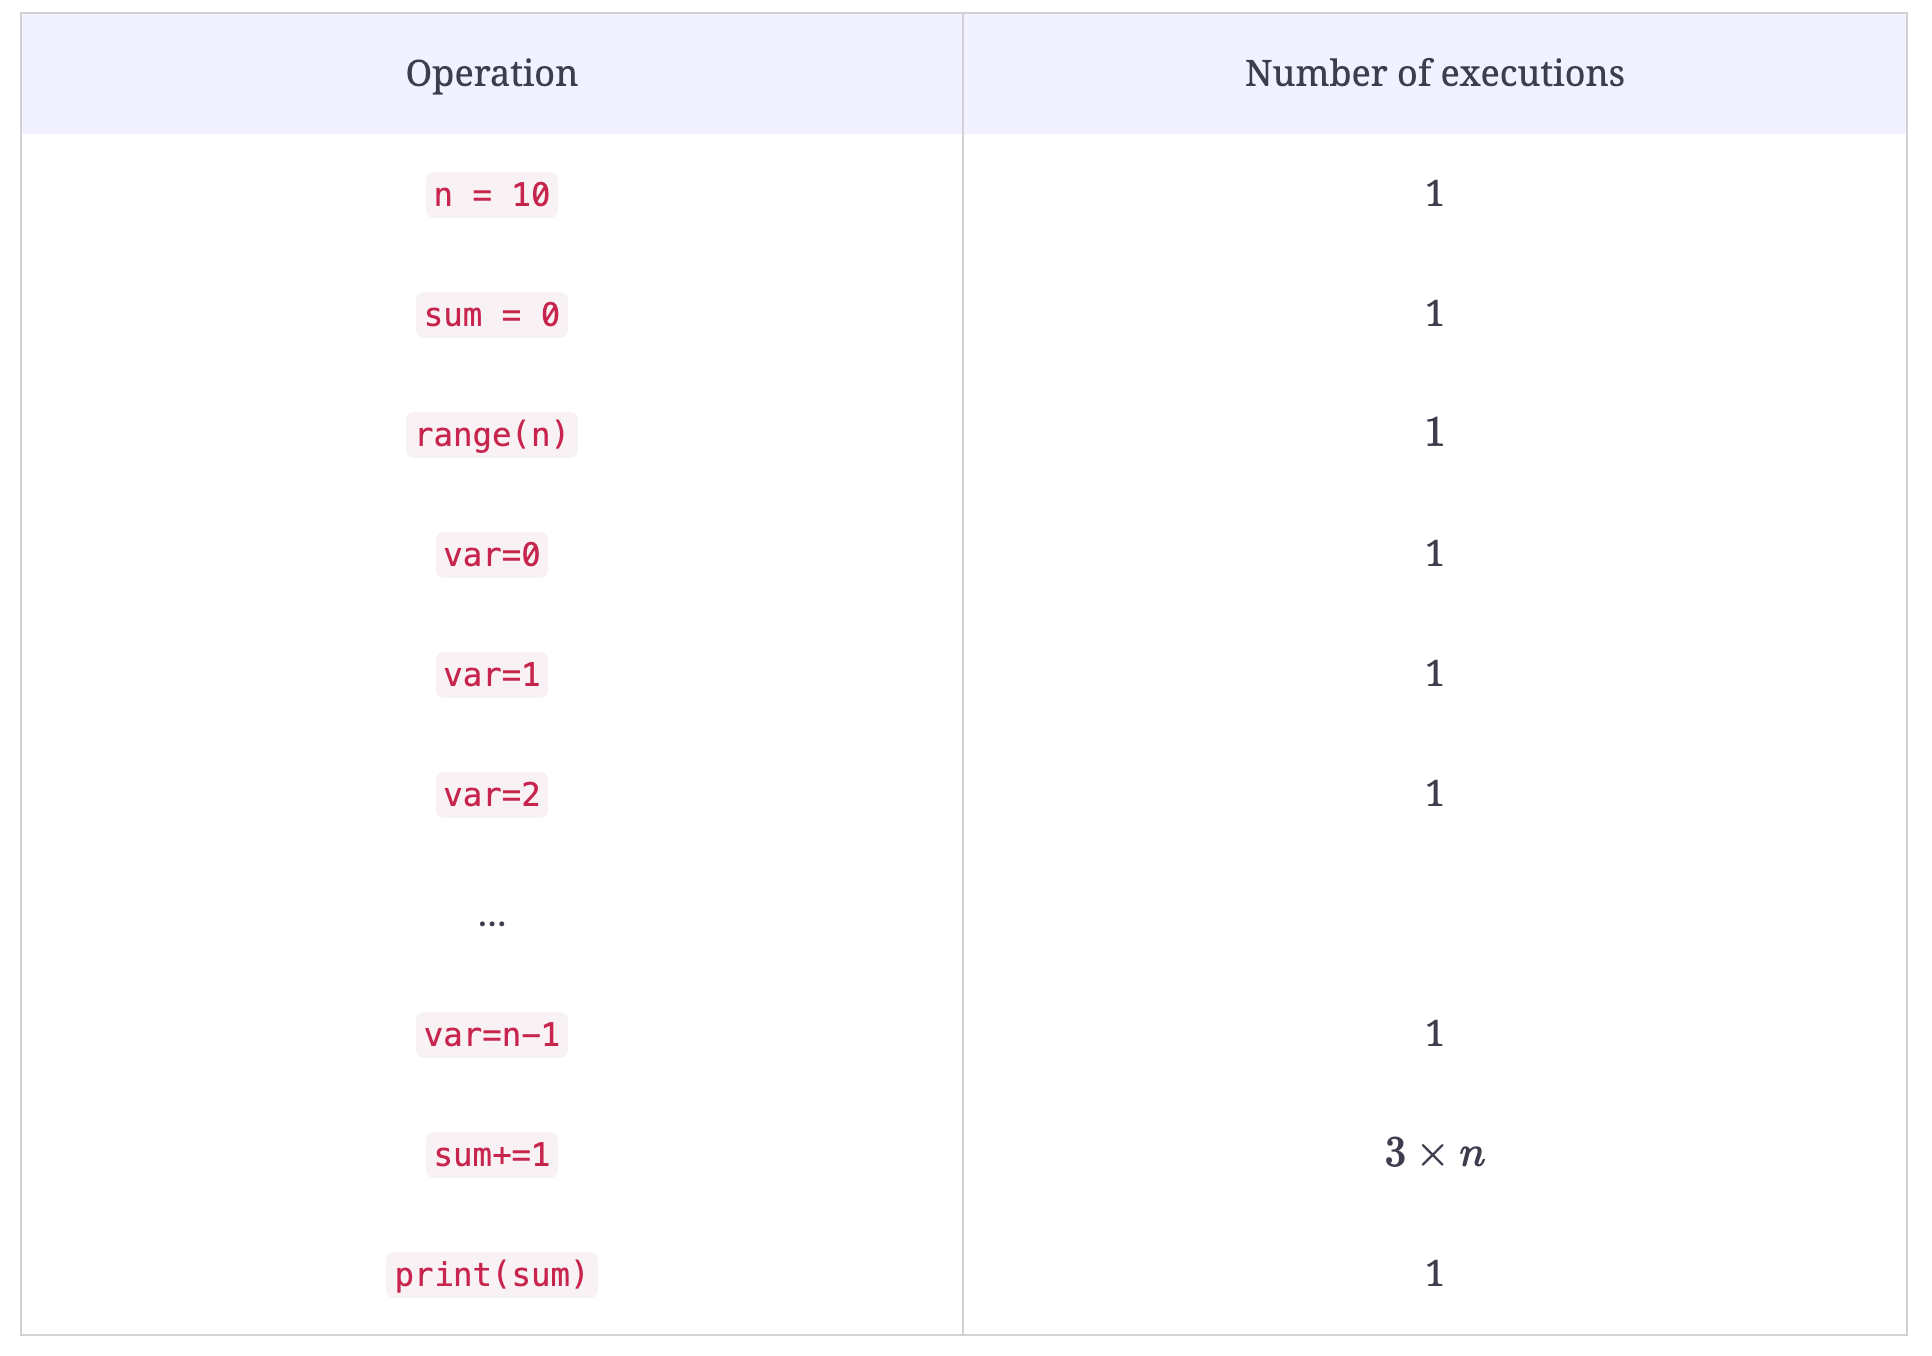 Operation Number of executions
n = 10 1
sum = 0 1
range(n) 1
var=0 1
var=1 1
var=2 1
...
var=n-1 1
sum+=1 3 × n
print(sum) 1